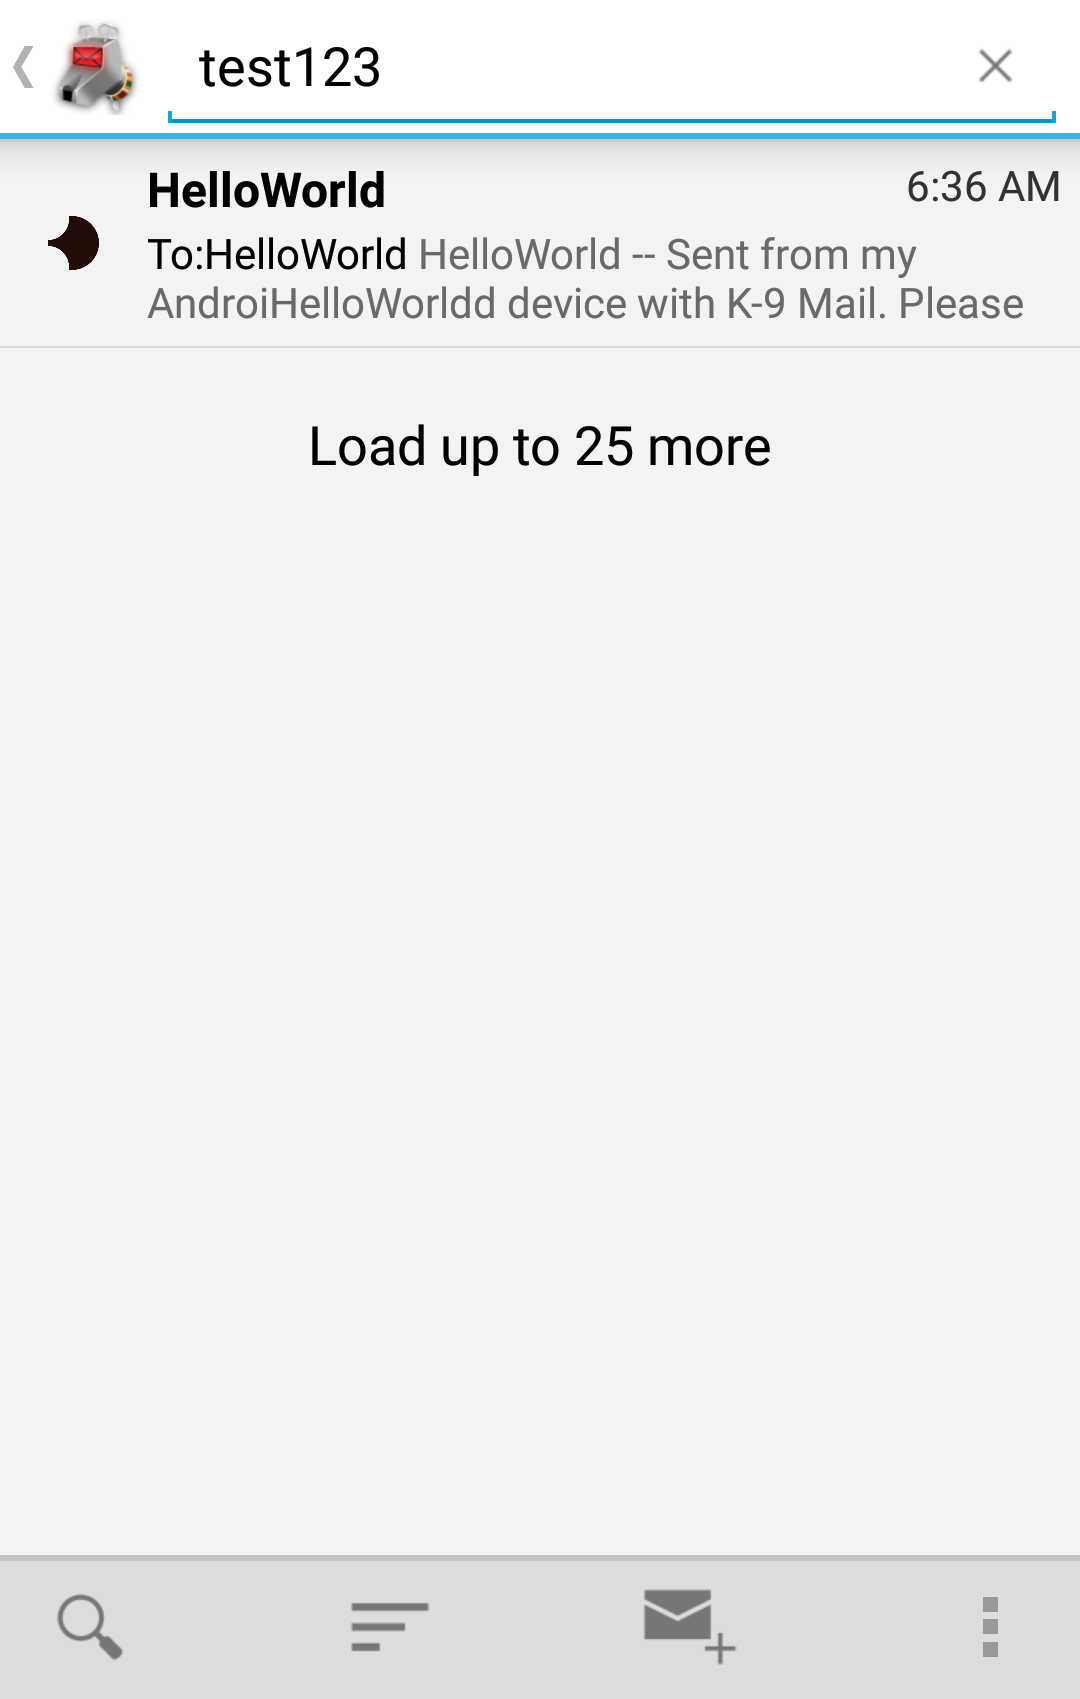 test123
HelloWorld 6:36 AM
To:HelloWorld HelloWorld -- Sent from my
AndroiHelloWorldd device with K-9 Mail. Please
Load up to 25 more